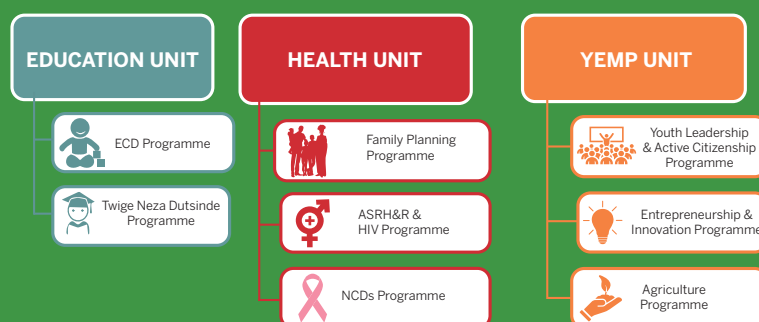 EDUCATION UNIT
ECD Programme
Twige Neza Dutsinde
Programme
HEALTH UNIT
Family Planning
Programme
ASRH&R &
HIV Programme
NCDs Programme
YEMP UNIT
Youth Leadership
& Active Citizenship
Programme
Entrepreneurship &
Innovation Programme
Agriculture
Programme